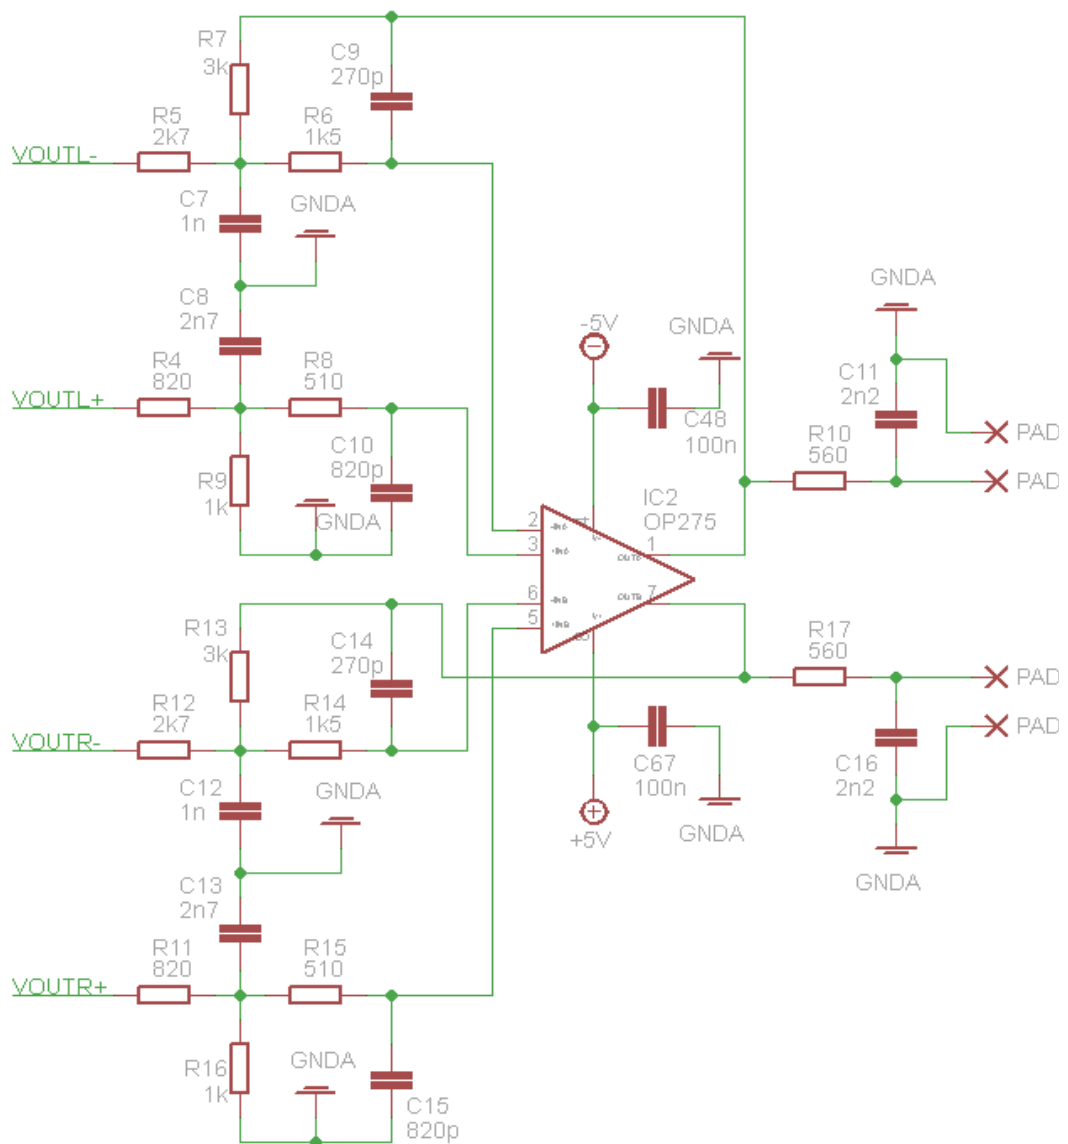 R7
3k
C9
270p
R5
2k7
R6
1k5
VOUTL-
C7
1n
GNDA
C8
2n7
R4
820
R8
510
VOUTL+
R9
1k
C10
820p
GNDA
-5V
GNDA
C48
100n
GNDA
C11
2n2
R10
560
PAD
PAD
IC2
OP275
2
3
6
5
4
8
1
7
R13
3k
C14
270p
R12
2k7
R14
1k5
VOUTR-
C12
1n
GNDA
C13
2n7
R11
820
R15
510
VOUTR+
R16
1k
GNDA
C15
820p
C67
100n
+5V
GNDA
R17
560
PAD
PAD
C16
2n2
GNDA